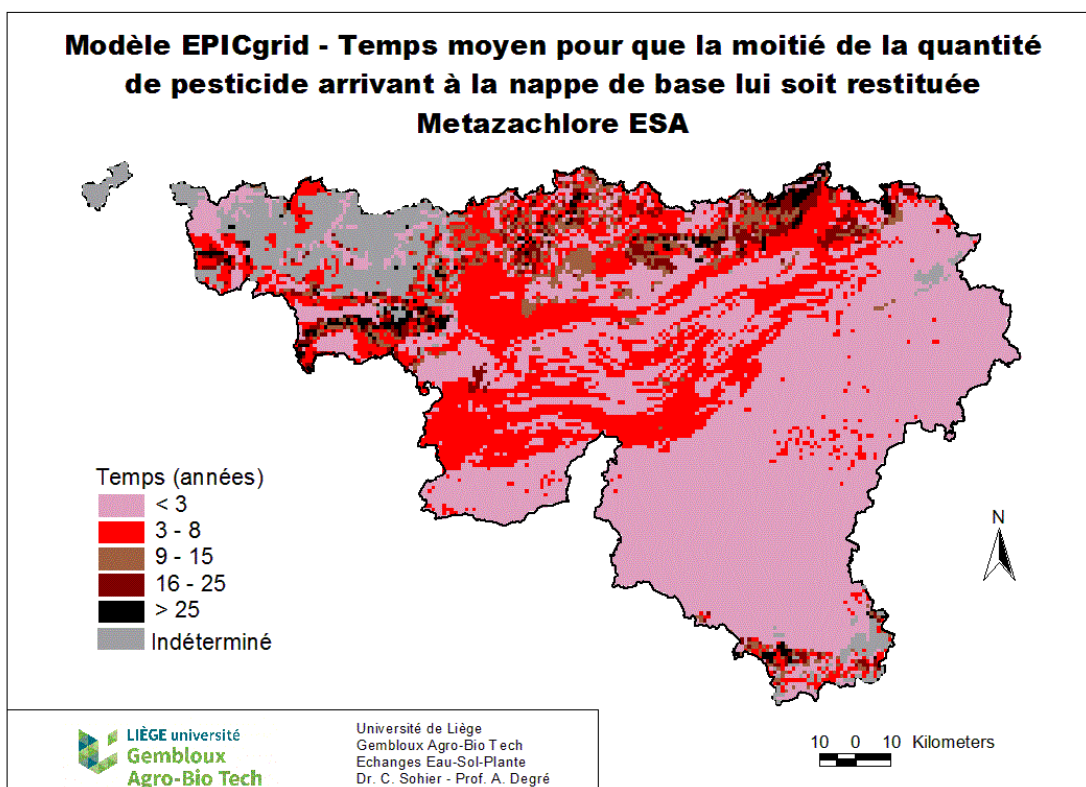 Modèle EPICgrid - Temps moyen pour que la moitié de la quantité
de pesticide arrivant à la nappe de base lui soit restituée
Metazachlore ESA
Temps (années)
< 3
3 - 8
9 - 15
16 - 25
> 25
Indéterminé
N
10 0 10 Kilometers
LIÈGE université
Gembloux
Agro-Bio Tech
Université de Liège
Gembloux Agro-Bio Tech
Echanges Eau-Sol-Plante
Dr. C. Sohier - Prof. A. Degré